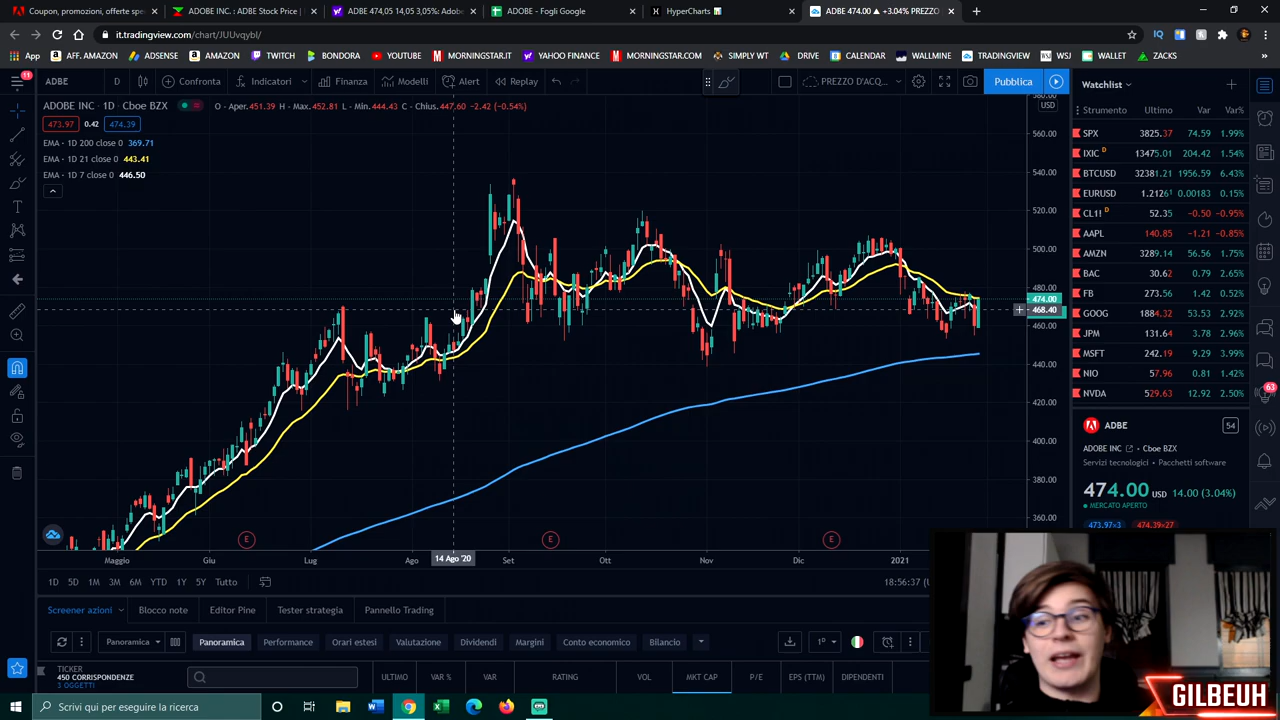 Coupon, promozioni, offerte spe
ADOBE INC. : ADBE Stock Price |
ADBE 474,05 14,05 3,05%: Adob
ADOBE - Fogli Google
HyperCharts
ADBE 474.00 ▲ +3.04% PREZZO
it.tradingview.com/chart/JUUvqybl/
App
AFF. AMAZON
ADSENSE
AMAZON
TWITCH
BONDORA
YOUTUBE
MORNINGSTAR.COM
YAHOO FINANCE
MORNINGSTAR.COM
SIMPLY WT
DRIVE
CALENDAR
WALLMINE
TRADINGVIEW
WSJ
WALLET
ZACKS
11
ADBE
D
Confronta
Indicatori
Finanza
Modelli
Alert
Replay
PREZZO D'ACQ...
Pubblica
ADOBE INC · 1D · Cboe BZX
O - Aper.451.39 H - Max.452.81 L - Min.444.43 C - Chius.447.60 -2.42 (-0.54%)
473.97 0.42 474.39
EMA - 1D 200 close 0 369.71
EMA - 1D 21 close 0 443.41
EMA - 1D 7 close 0 446.50
USD
560.00
540.00
520.00
500.00
480.00
474.00
468.40
460.00
440.00
420.00
400.00
380.00
360.00
E
E
E
Maggio
Giu
Lug
Ago
14 Ago '20
Set
Ott
Nov
Dic
2021
1D 5D 1M 3M 6M YTD 1Y 5Y Tutto
18:56:37 (U
Screener azioni
Blocco note
Editor Pine
Tester strategia
Pannello Trading
Panoramica
Panoramica
Performance
Orari estesi
Valutazione
Dividendi
Margini
Conto economico
Bilancio
1ᴰ
TICKER
450 CORRISPONDENZE
3 OGGETTI
ULTIMO
VAR %
VAR
RATING
VOL
MKT CAP
P/E
EPS (TTM)
DIPENDENTI
Watchlist
Strumento Ultimo Var Var%
SPX 3825.37 74.59 1.99%
IXIC D 13475.01 204.42 1.54%
BTCUSD 32381.21 1956.59 6.43%
EURUSD 1.21261 0.00183 0.15%
CL1! D 52.35 -0.50 -0.95%
AAPL 140.85 -1.21 -0.85%
AMZN 3289.14 56.56 1.75%
BAC 30.62 0.79 2.65%
FB 273.56 1.42 0.52%
GOOG 1884.32 53.53 2.92%
JPM 131.64 3.78 2.96%
MSFT 242.19 9.29 3.99%
NIO 57.96 0.81 1.42%
NVDA 529.63 12.92 2.50%
63
ADBE
54
ADOBE INC · Cboe BZX
Servizi tecnologici · Pacchetti software
474.00 USD 14.00 (3.04%)
MERCATO APERTO
473.97×3 474.39×27
GILBEUH
Scrivi qui per eseguire la ricerca